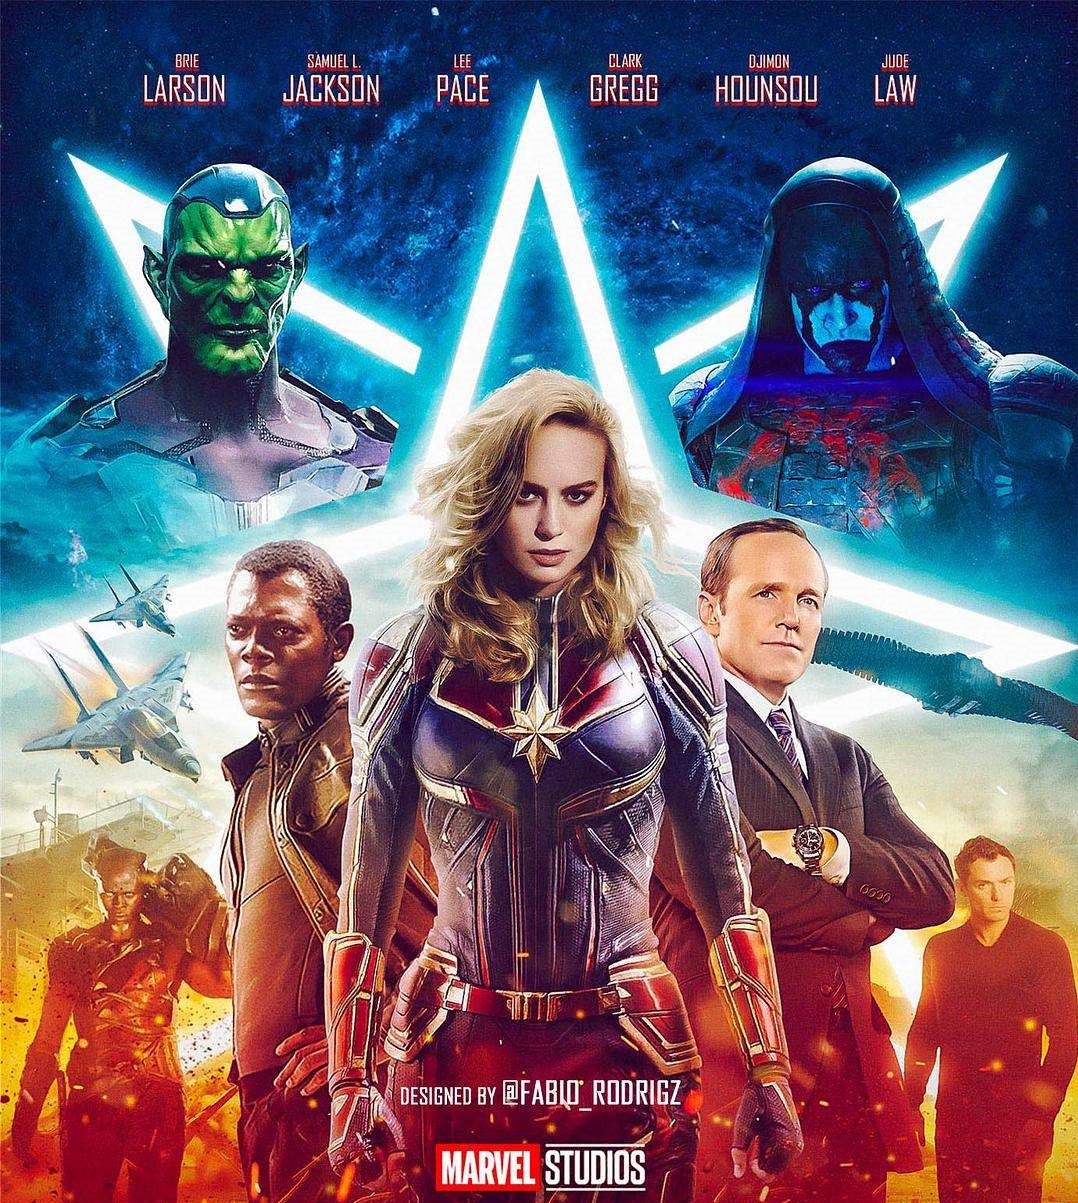 BRIE SAMUEL L. LEE CLARK DJIMON JUDE
LARSON JACKSON PACE GREGG HOUNSOU LAW
DESIGNED BY @FABIO_RODRIGZ
MARVEL STUDIOS